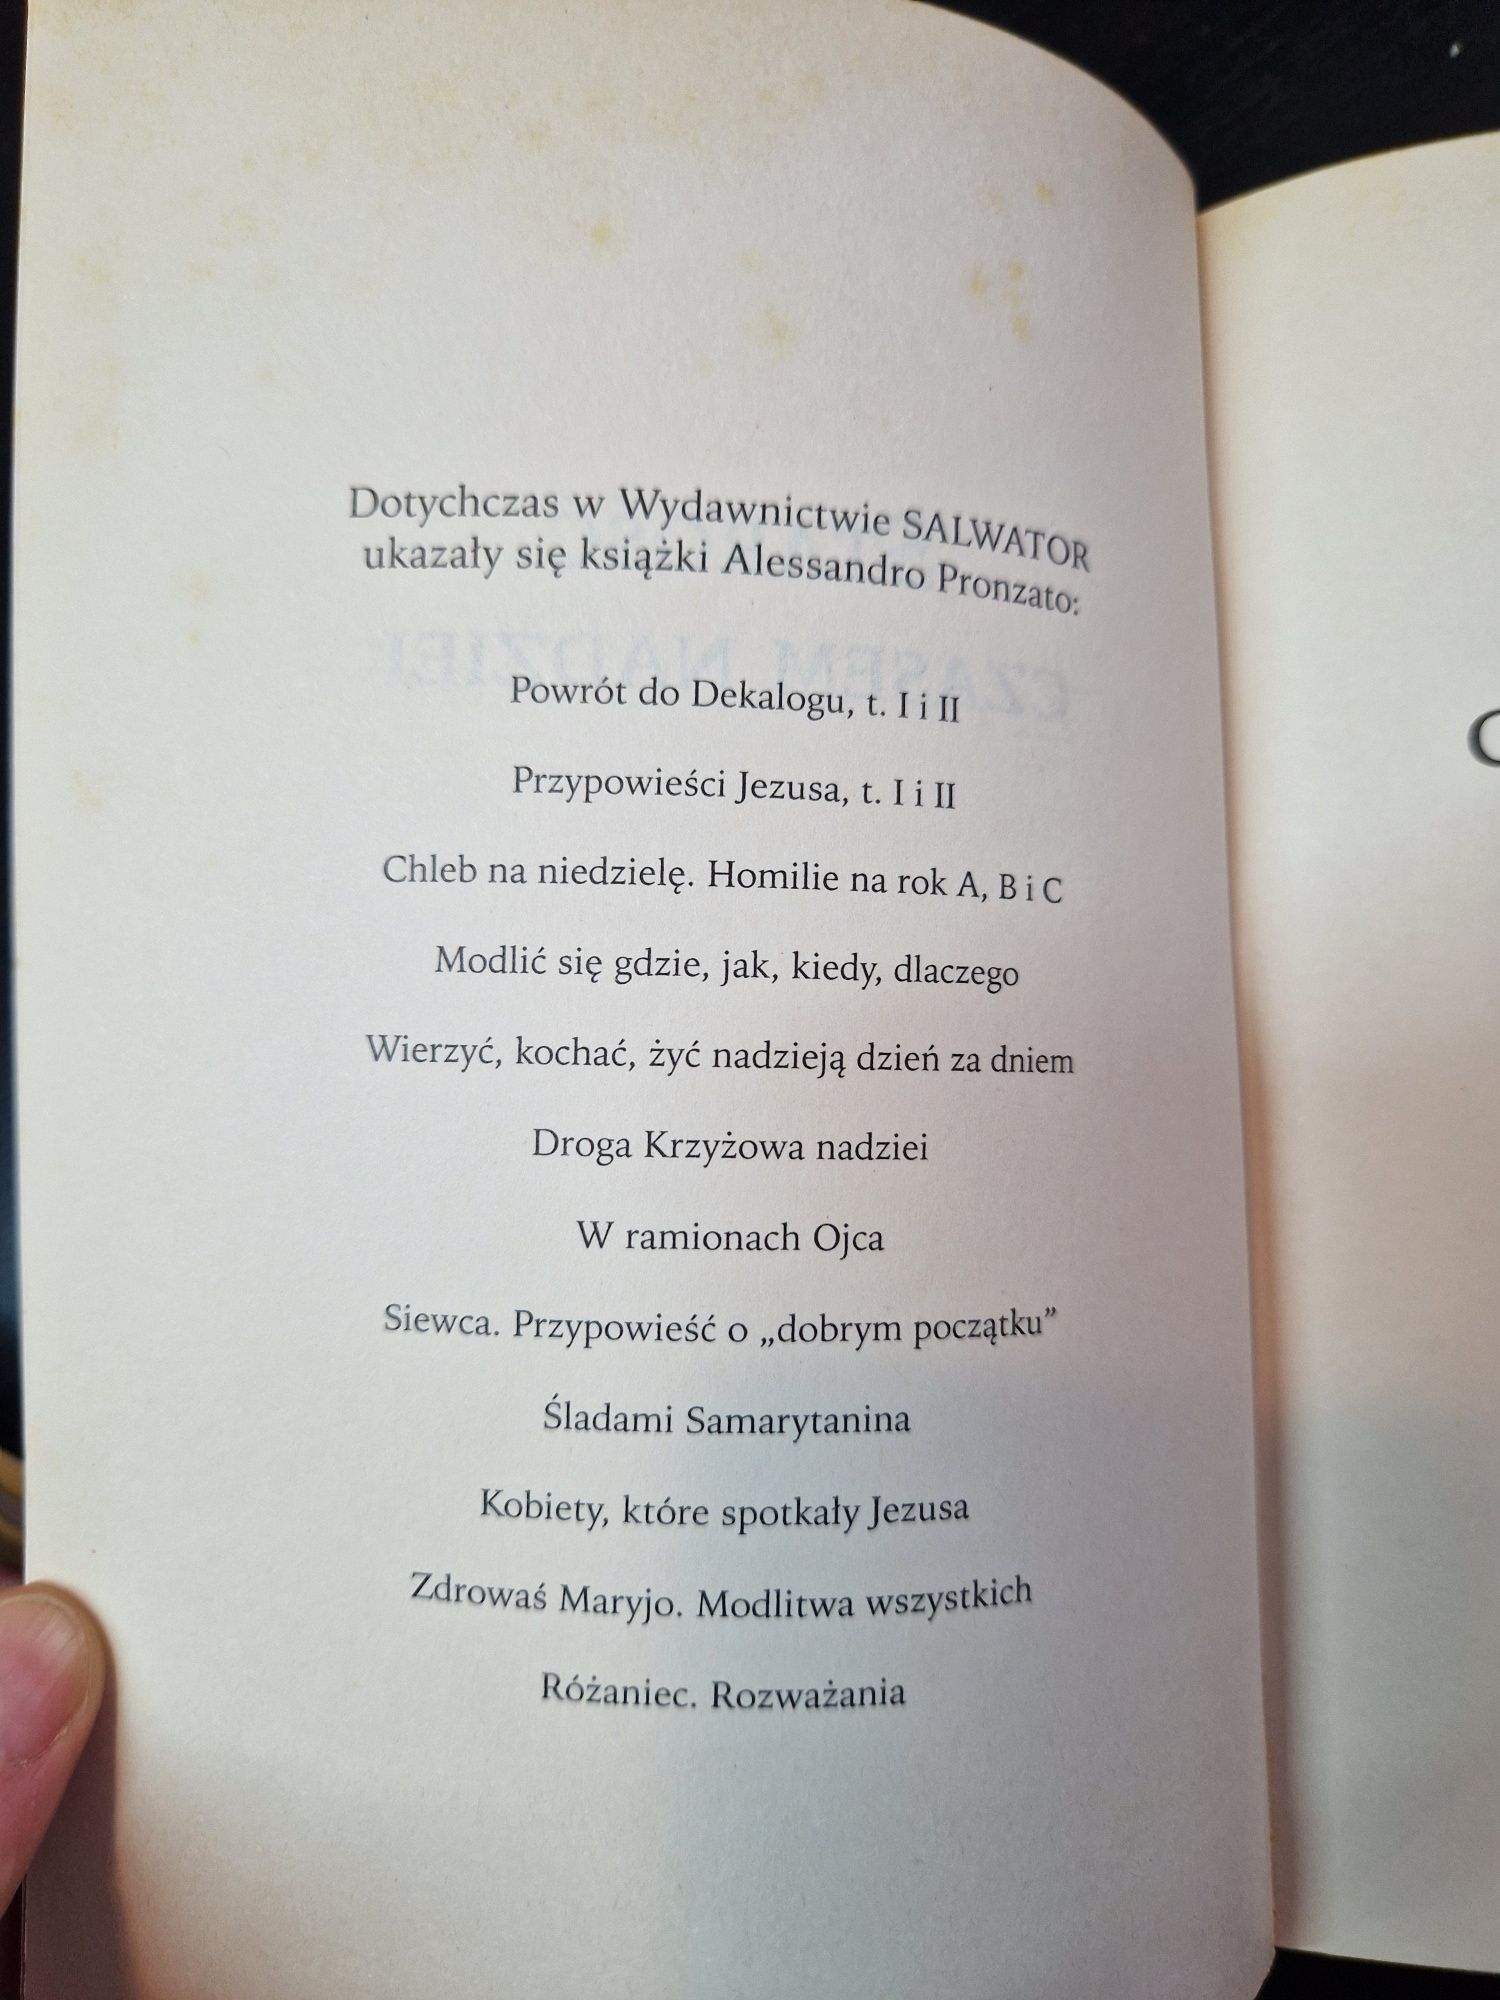 Dotychczas w Wydawnictwie SALWATOR
ukazały się książki Alessandro Pronzato:
Powrót do Dekalogu, t. I i II
Przypowieści Jezusa, t. I i II
Chleb na niedzielę. Homilie na rok A, B i C
Modlić się gdzie, jak, kiedy, dlaczego
Wierzyć, kochać, żyć nadzieją dzień za dniem
Droga Krzyżowa nadziei
W ramionach Ojca
Siewca. Przypowieść o „dobrym początku”
Śladami Samarytanina
Kobiety, które spotkały Jezusa
Zdrowaś Maryjo. Modlitwa wszystkich
Różaniec. Rozważania